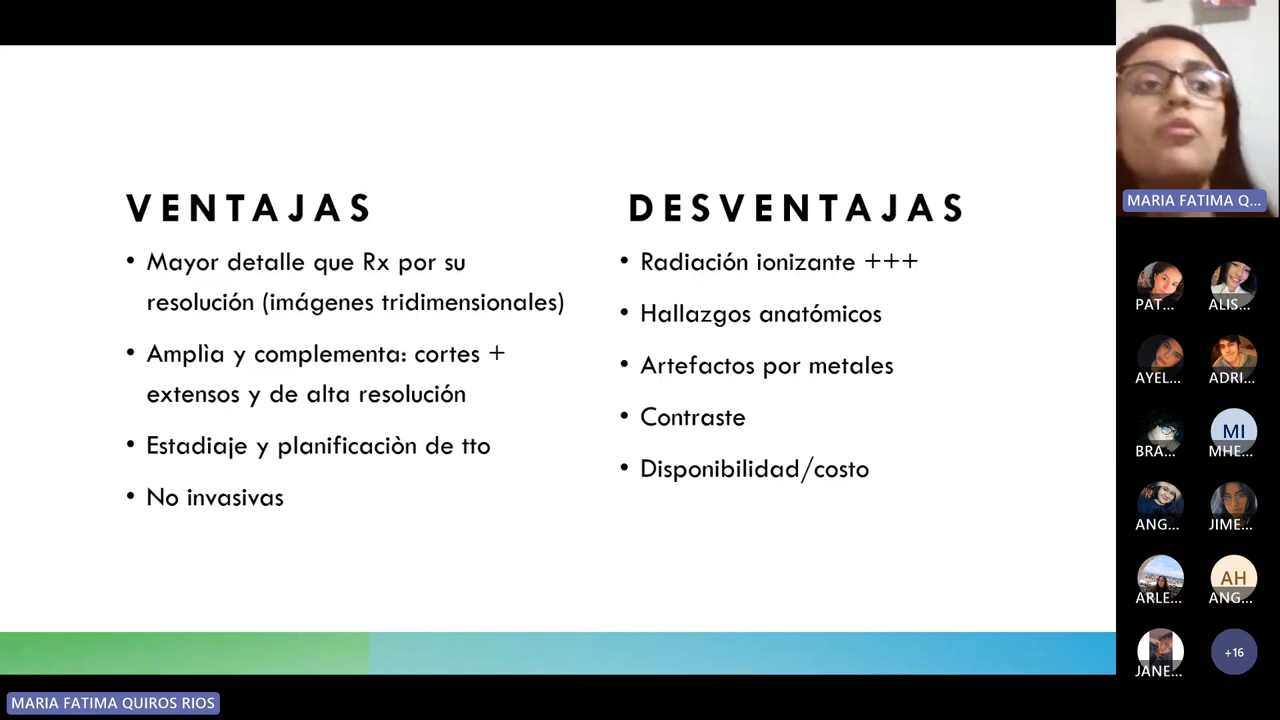 VENTAJAS
• Mayor detalle que Rx por su
resolución (imágenes tridimensionales)
• Amplìa y complementa: cortes +
extensos y de alta resolución
• Estadiaje y planificaciòn de tto
• No invasivas
DESVENTAJAS
• Radiación ionizante +++
• Hallazgos anatómicos
• Artefactos por metales
• Contraste
• Disponibilidad/costo
MARIA FATIMA Q...
PAT...
ALIS...
AYEL...
ADRI...
BRA...
MI
MHE...
ANG...
JIME...
ARLE...
AH
ANG...
JANE...
+16
MARIA FATIMA QUIROS RIOS